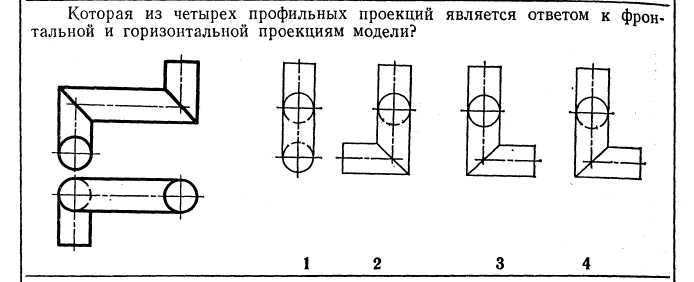 Которая из четырех профильных проекций является ответом к фрон-
тальной и горизонтальной проекциям модели?
1 2 3 4